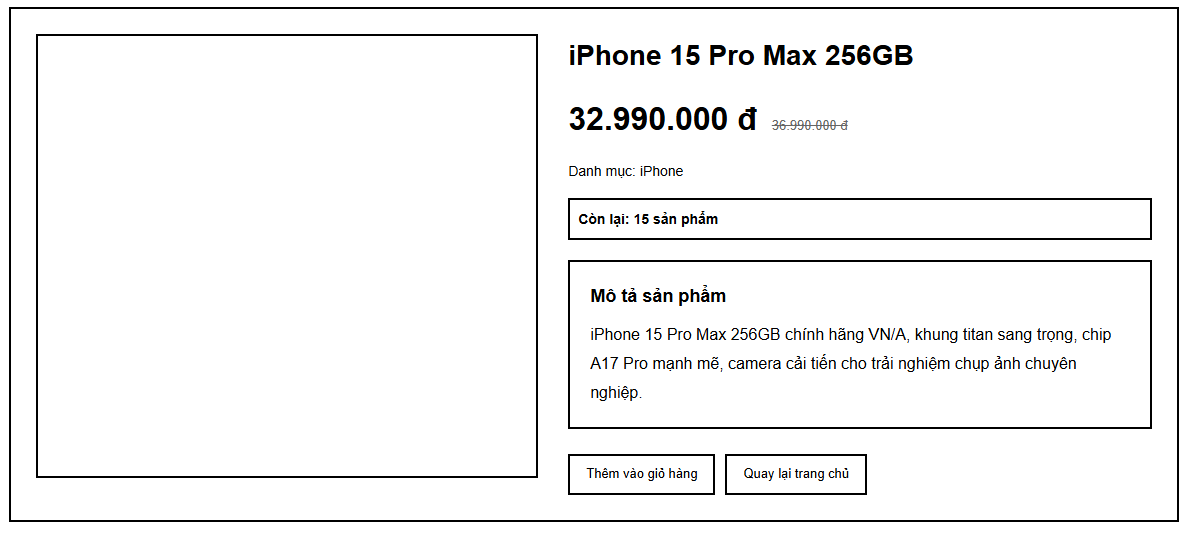 iPhone 15 Pro Max 256GB
32.990.000 đ 36.990.000 đ
Danh mục: iPhone
Còn lại: 15 sản phẩm
Mô tả sản phẩm
iPhone 15 Pro Max 256GB chính hãng VN/A, khung titan sang trọng, chip
A17 Pro mạnh mẽ, camera cải tiến cho trải nghiệm chụp ảnh chuyên
nghiệp.
Thêm vào giỏ hàng Quay lại trang chủ